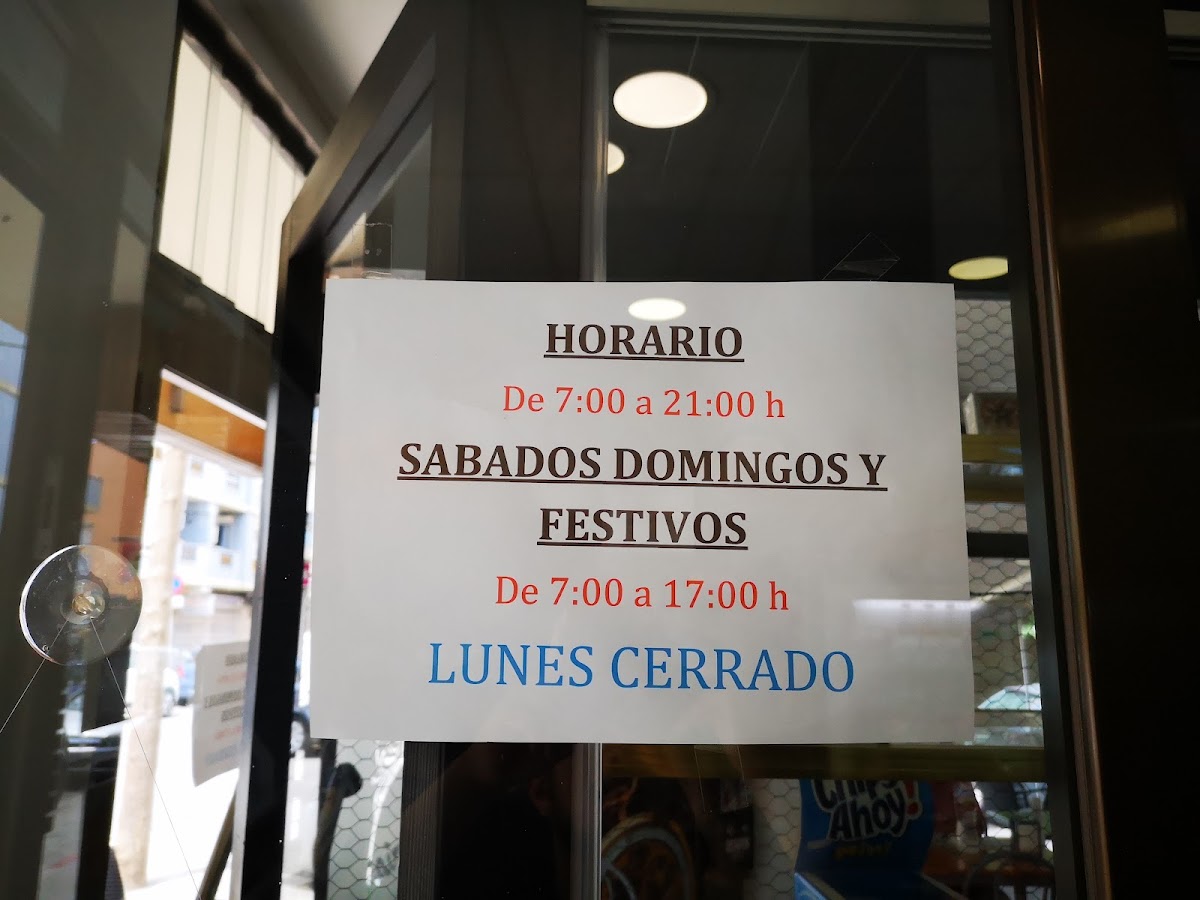 HORARIO
De 7:00 a 21:00 h
SABADOS DOMINGOS Y
FESTIVOS
De 7:00 a 17:00 h
LUNES CERRADO
Chips
Ahoy!